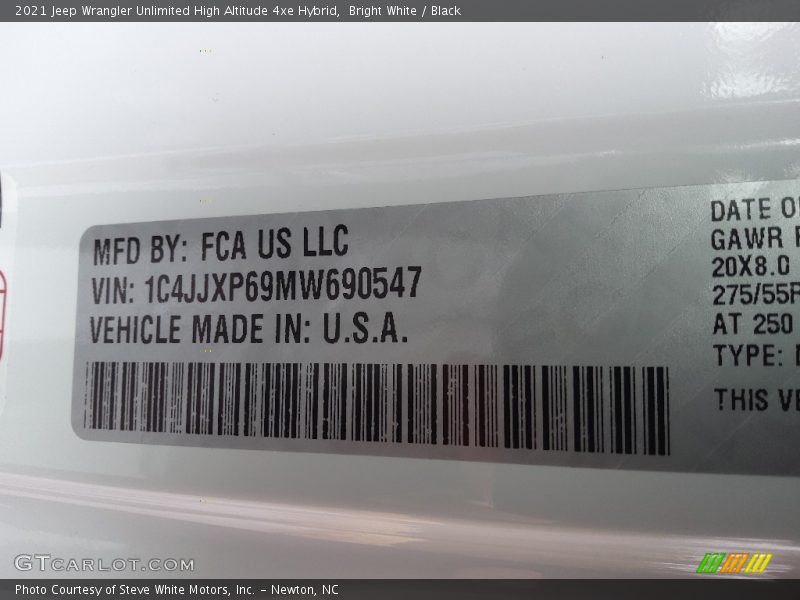 2021 Jeep Wrangler Unlimited High Altitude 4xe Hybrid,  Bright White / Black
MFD BY: FCA US LLC
VIN: 1C4JJXP69MW690547
VEHICLE MADE IN: U.S.A.
DATE O
GAWR
20X8.0
275/55R
AT 250
TYPE:
THIS VE
GTCARLOT.COM
Photo Courtesy of Steve White Motors, Inc. – Newton, NC